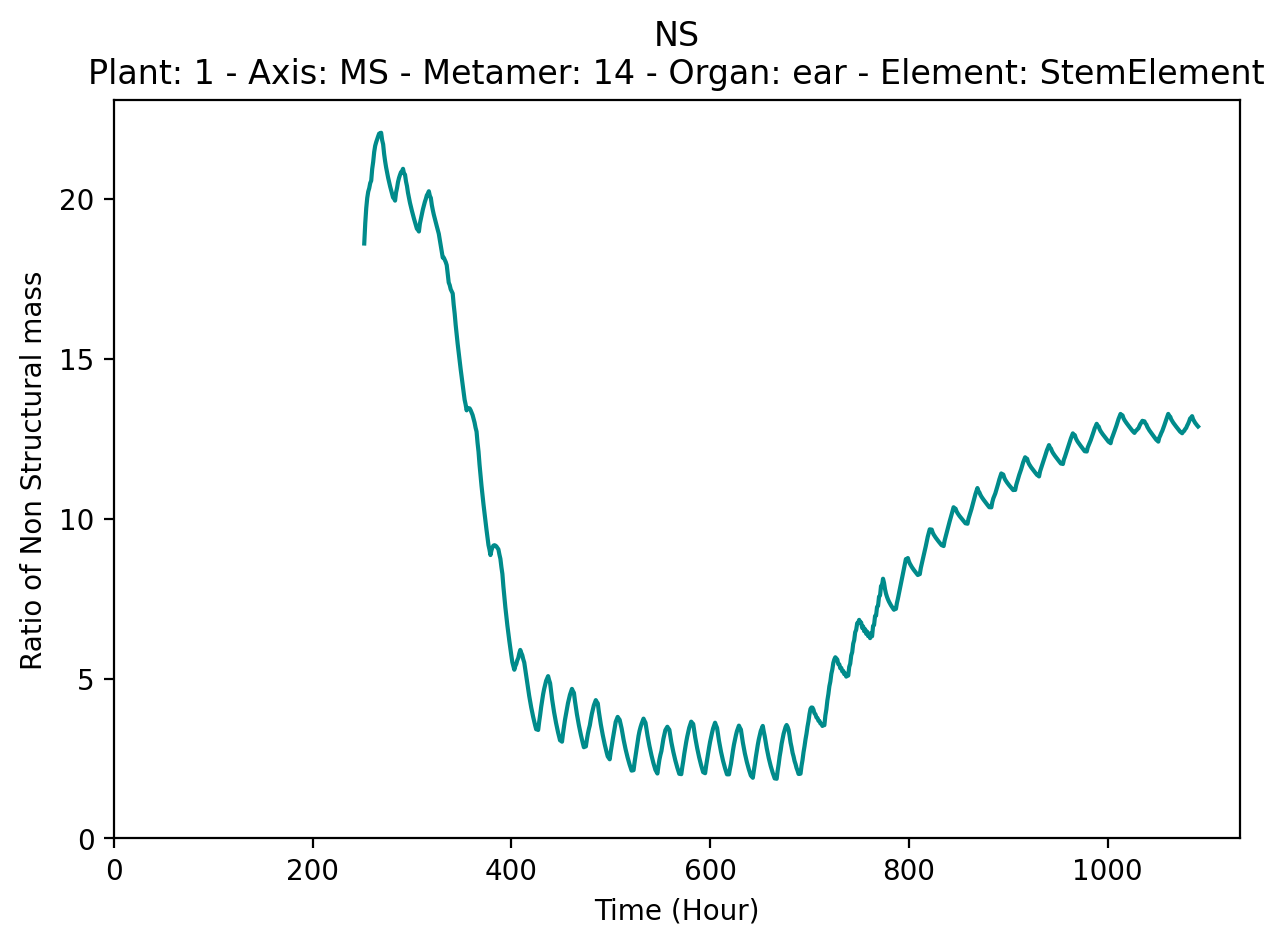 NS
Plant: 1 - Axis: MS - Metamer: 14 - Organ: ear - Element: StemElement
Ratio of Non Structural mass
20
15
10
5
0
0 200 400 600 800 1000
Time (Hour)